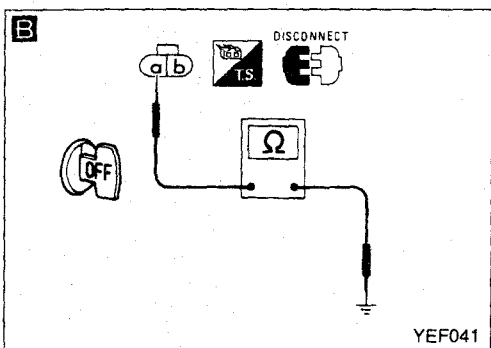 B
DISCONNECT
a b
T.S.
OFF
Ω
YEF041